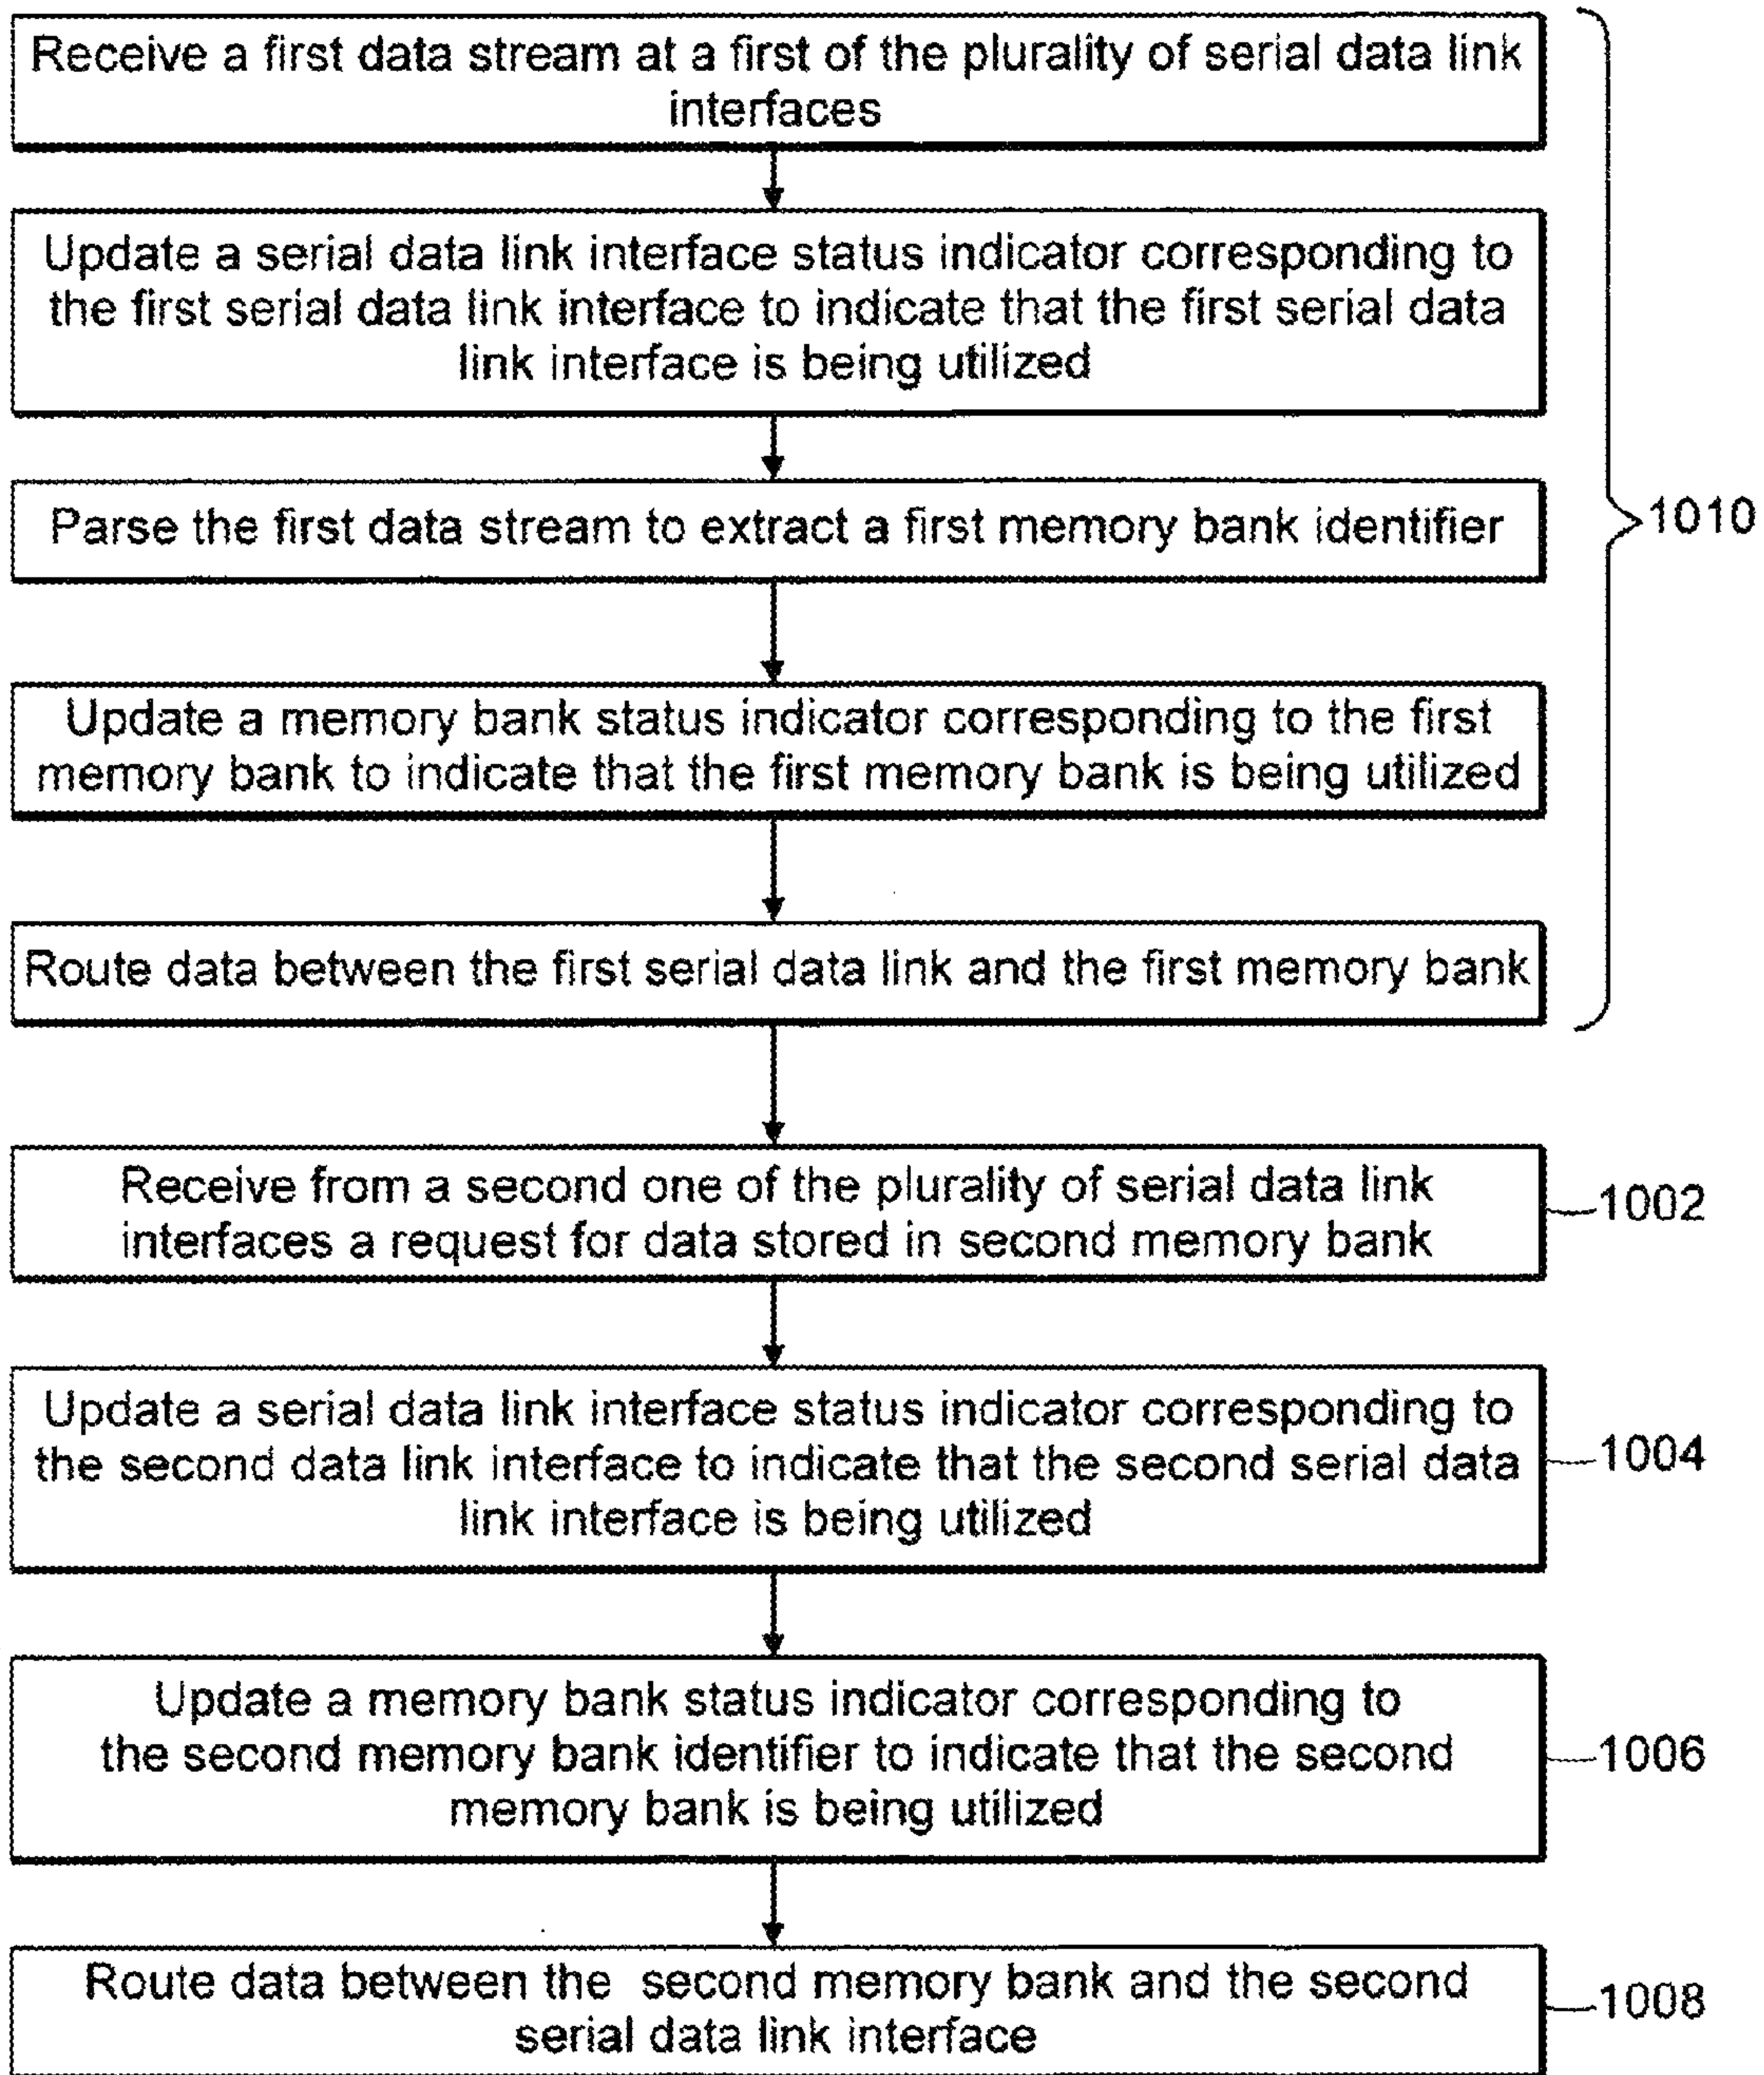 Receive a first data stream at a first of the plurality of serial data link
interfaces
Update a serial data link interface status indicator corresponding to
the first serial data link interface to indicate that the first serial data
link interface is being utilized
Parse the first data stream to extract a first memory bank identifier
1010
Update a memory bank status indicator corresponding to the first
memory bank to indicate that the first memory bank is being utilized
Route data between the first serial data link and the first memory bank
Receive from a second one of the plurality of serial data link
interfaces a request for data stored in second memory bank
1002
Update a serial data link interface status indicator corresponding to
the second data link interface to indicate that the second serial data
link interface is being utilized
1004
Update a memory bank status indicator corresponding to
the second memory bank identifier to indicate that the second
memory bank is being utilized
1006
Route data between the second memory bank and the second
serial data link interface
1008